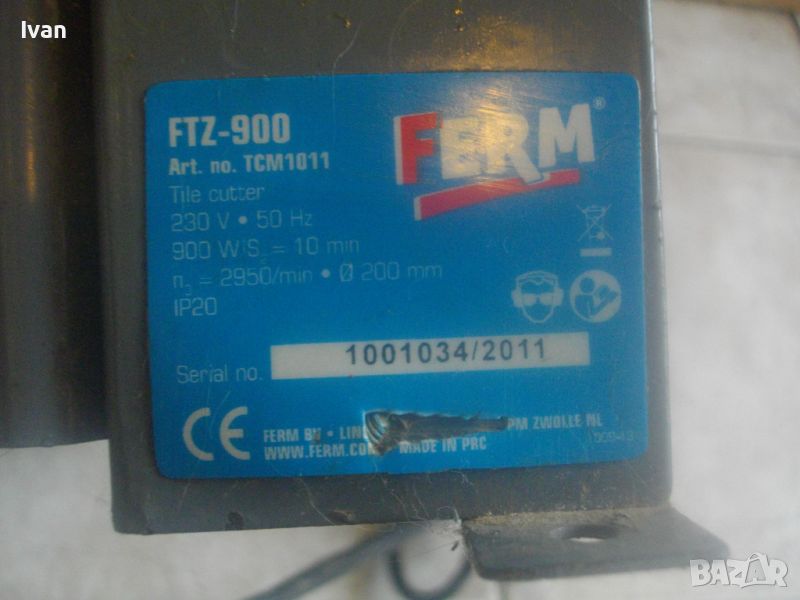 Ivan
FTZ-900
Art. no. TCM1011
FERM®
Tile cutter
230 V • 50 Hz
900 W S2 = 10 min
n0 = 2950/min • Ø 200 mm
IP20
Serial no. 1001034/2011
CE
FERM BV • LIN PM ZWOLLE NL
WWW.FERM.COM MADE IN PRC
BAZAR